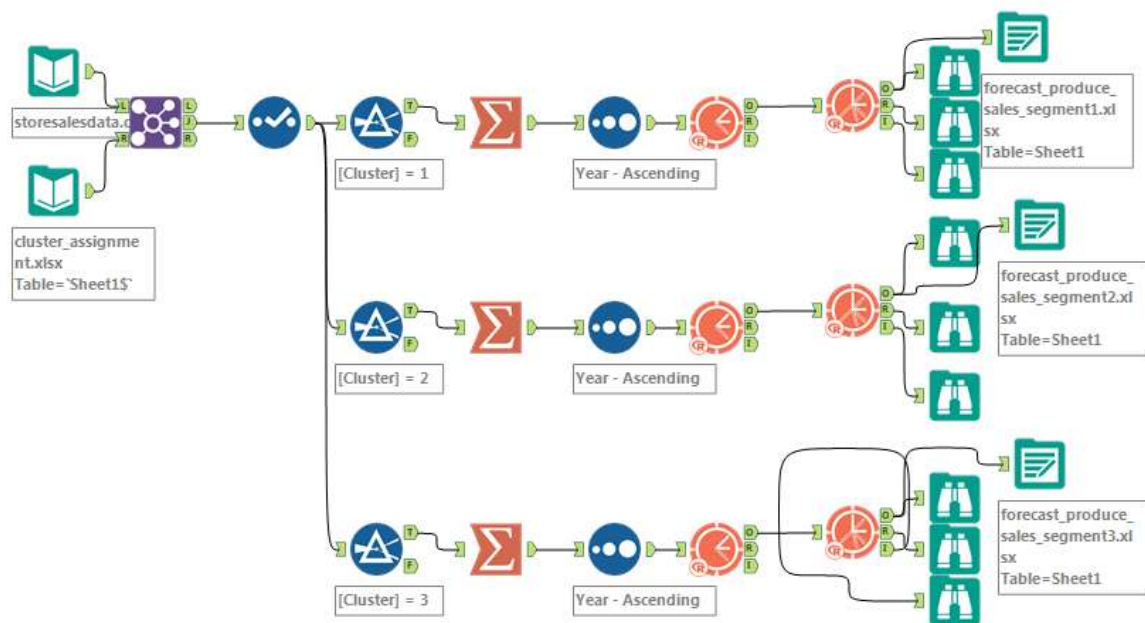 storesalesdata.c
L
R
L
J
R
cluster_assignme
nt.xlsx
Table=`Sheet1$`
T
F
[Cluster] = 1
Year - Ascending
R
O
R
I
R
O
R
I
forecast_produce_
sales_segment1.xl
sx
Table=Sheet1
T
F
[Cluster] = 2
Year - Ascending
R
O
R
I
R
O
R
I
forecast_produce_
sales_segment2.xl
sx
Table=Sheet1
T
F
[Cluster] = 3
Year - Ascending
R
O
R
I
R
O
R
I
forecast_produce_
sales_segment3.xl
sx
Table=Sheet1